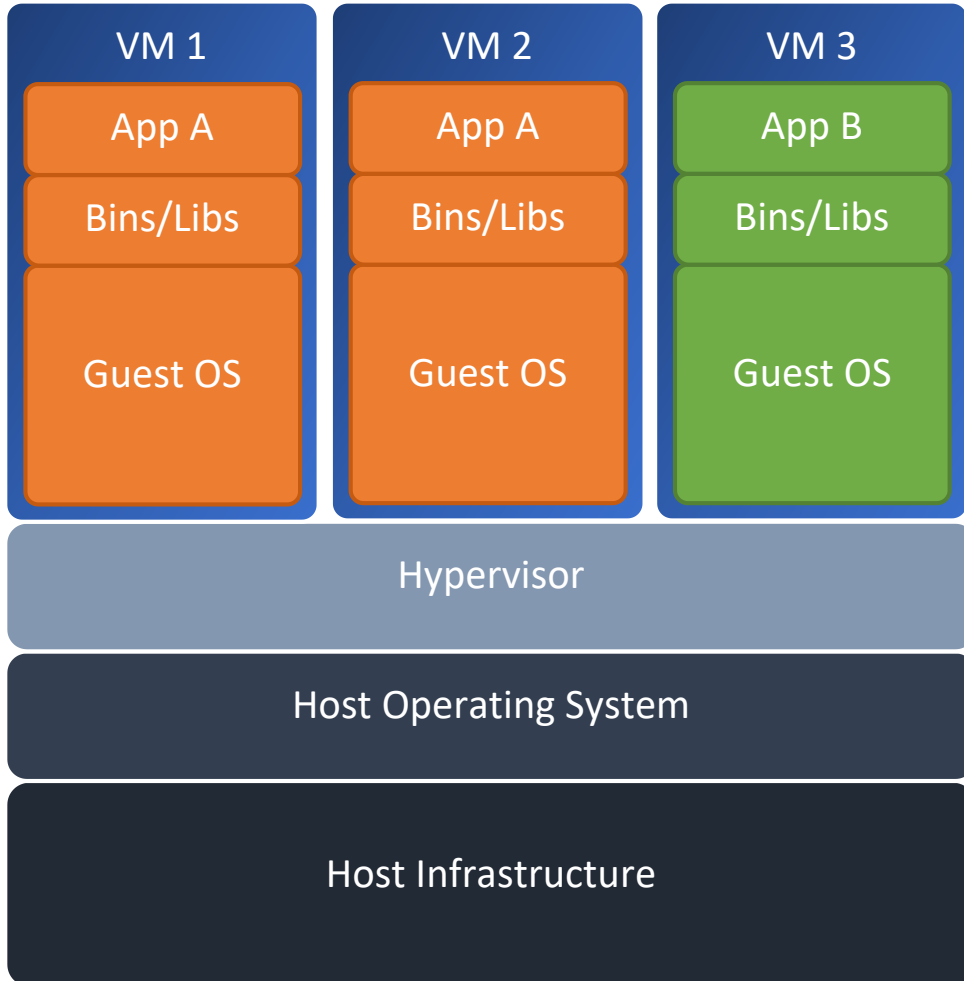 VM 1
App A
Bins/Libs
Guest OS
VM 2
App A
Bins/Libs
Guest OS
VM 3
App B
Bins/Libs
Guest OS
Hypervisor
Host Operating System
Host Infrastructure